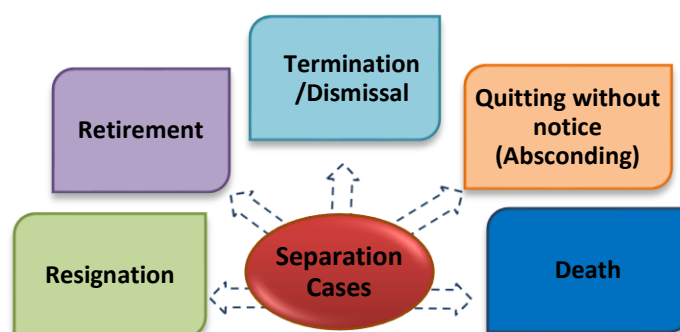 Termination
/Dismissal
Retirement
Quitting without
notice
(Absconding)
Resignation
Separation
Cases
Death